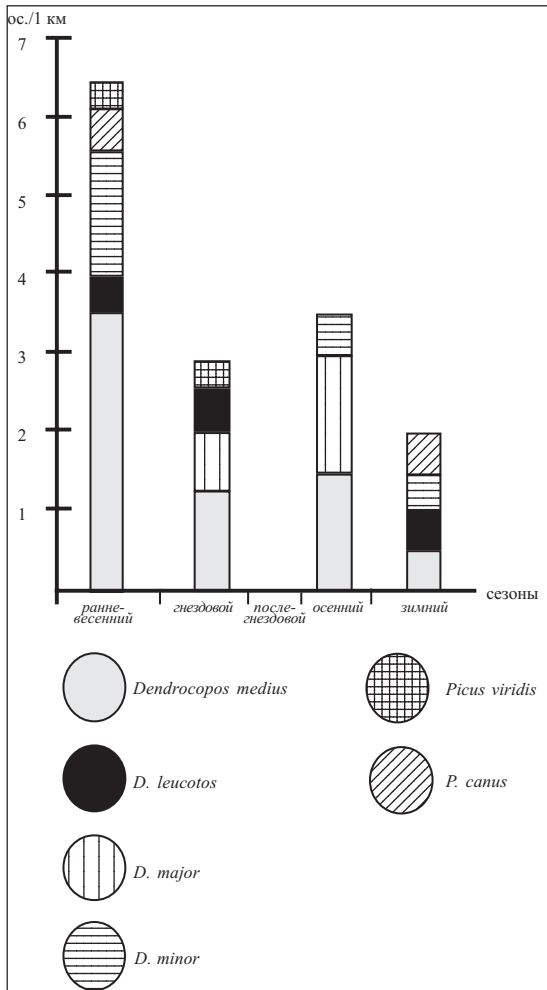 ос./1 км
7
6
5
4
3
2
1
сезоны
ранне-
весенний
гнездовой
после-
гнездовой
осенний
зимний
Dendrocopos medius
Picus viridis
D. leucotos
P. canus
D. major
D. minor